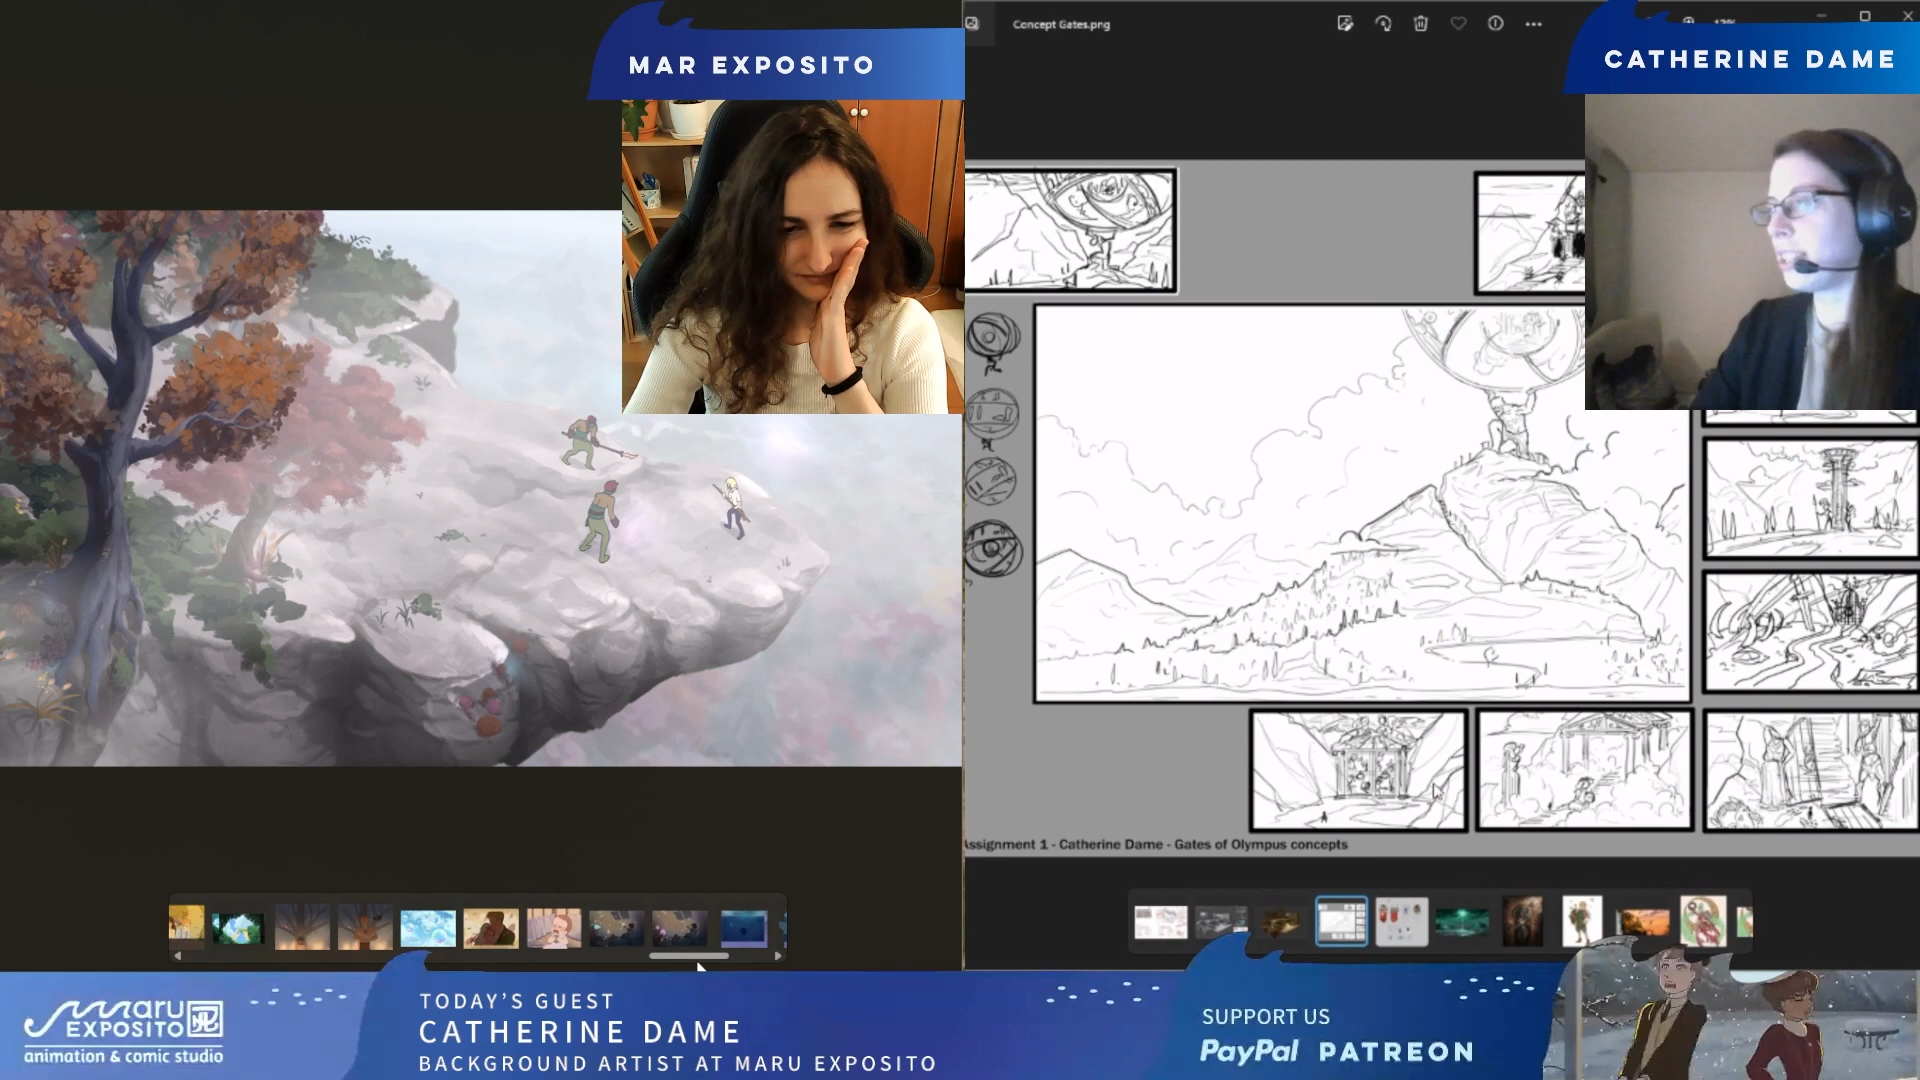 MAR EXPOSITO
Concept Gates.png
CATHERINE DAME
Assignment 1 - Catherine Dame - Gates of Olympus concepts
maru
EXPOSITO
animation & comic studio
TODAY'S GUEST
CATHERINE DAME
BACKGROUND ARTIST AT MARU EXPOSITO
SUPPORT US
PayPal PATREON